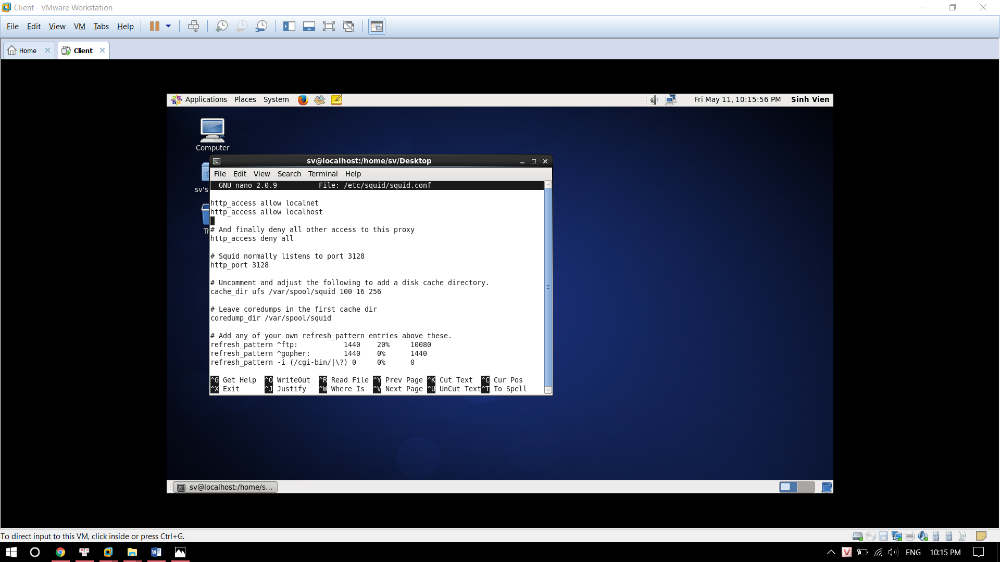 Client - VMware Workstation
File Edit View VM Tabs Help
Home Client
Applications Places System Fri May 11, 10:15:56 PM Sinh Vien
Computer
sv@localhost:/home/sv/Desktop
File Edit View Search Terminal Help
sv's
Tr
GNU nano 2.0.9 File: /etc/squid/squid.conf
http_access allow localnet
http_access allow localhost
# And finally deny all other access to this proxy
http_access deny all
# Squid normally listens to port 3128
http_port 3128
# Uncomment and adjust the following to add a disk cache directory.
cache_dir ufs /var/spool/squid 100 16 256
# Leave coredumps in the first cache dir
coredump_dir /var/spool/squid
# Add any of your own refresh_pattern entries above these.
refresh_pattern ^ftp: 1440 20% 10080
refresh_pattern ^gopher: 1440 0% 1440
refresh_pattern -i (/cgi-bin/|\?) 0 0% 0
^G Get Help ^O WriteOut ^R Read File ^Y Prev Page ^K Cut Text ^C Cur Pos
^X Exit ^J Justify ^W Where Is ^V Next Page ^U UnCut Text ^T To Spell
sv@localhost:/home/s...
To direct input to this VM, click inside or press Ctrl+G.
ENG 10:15 PM